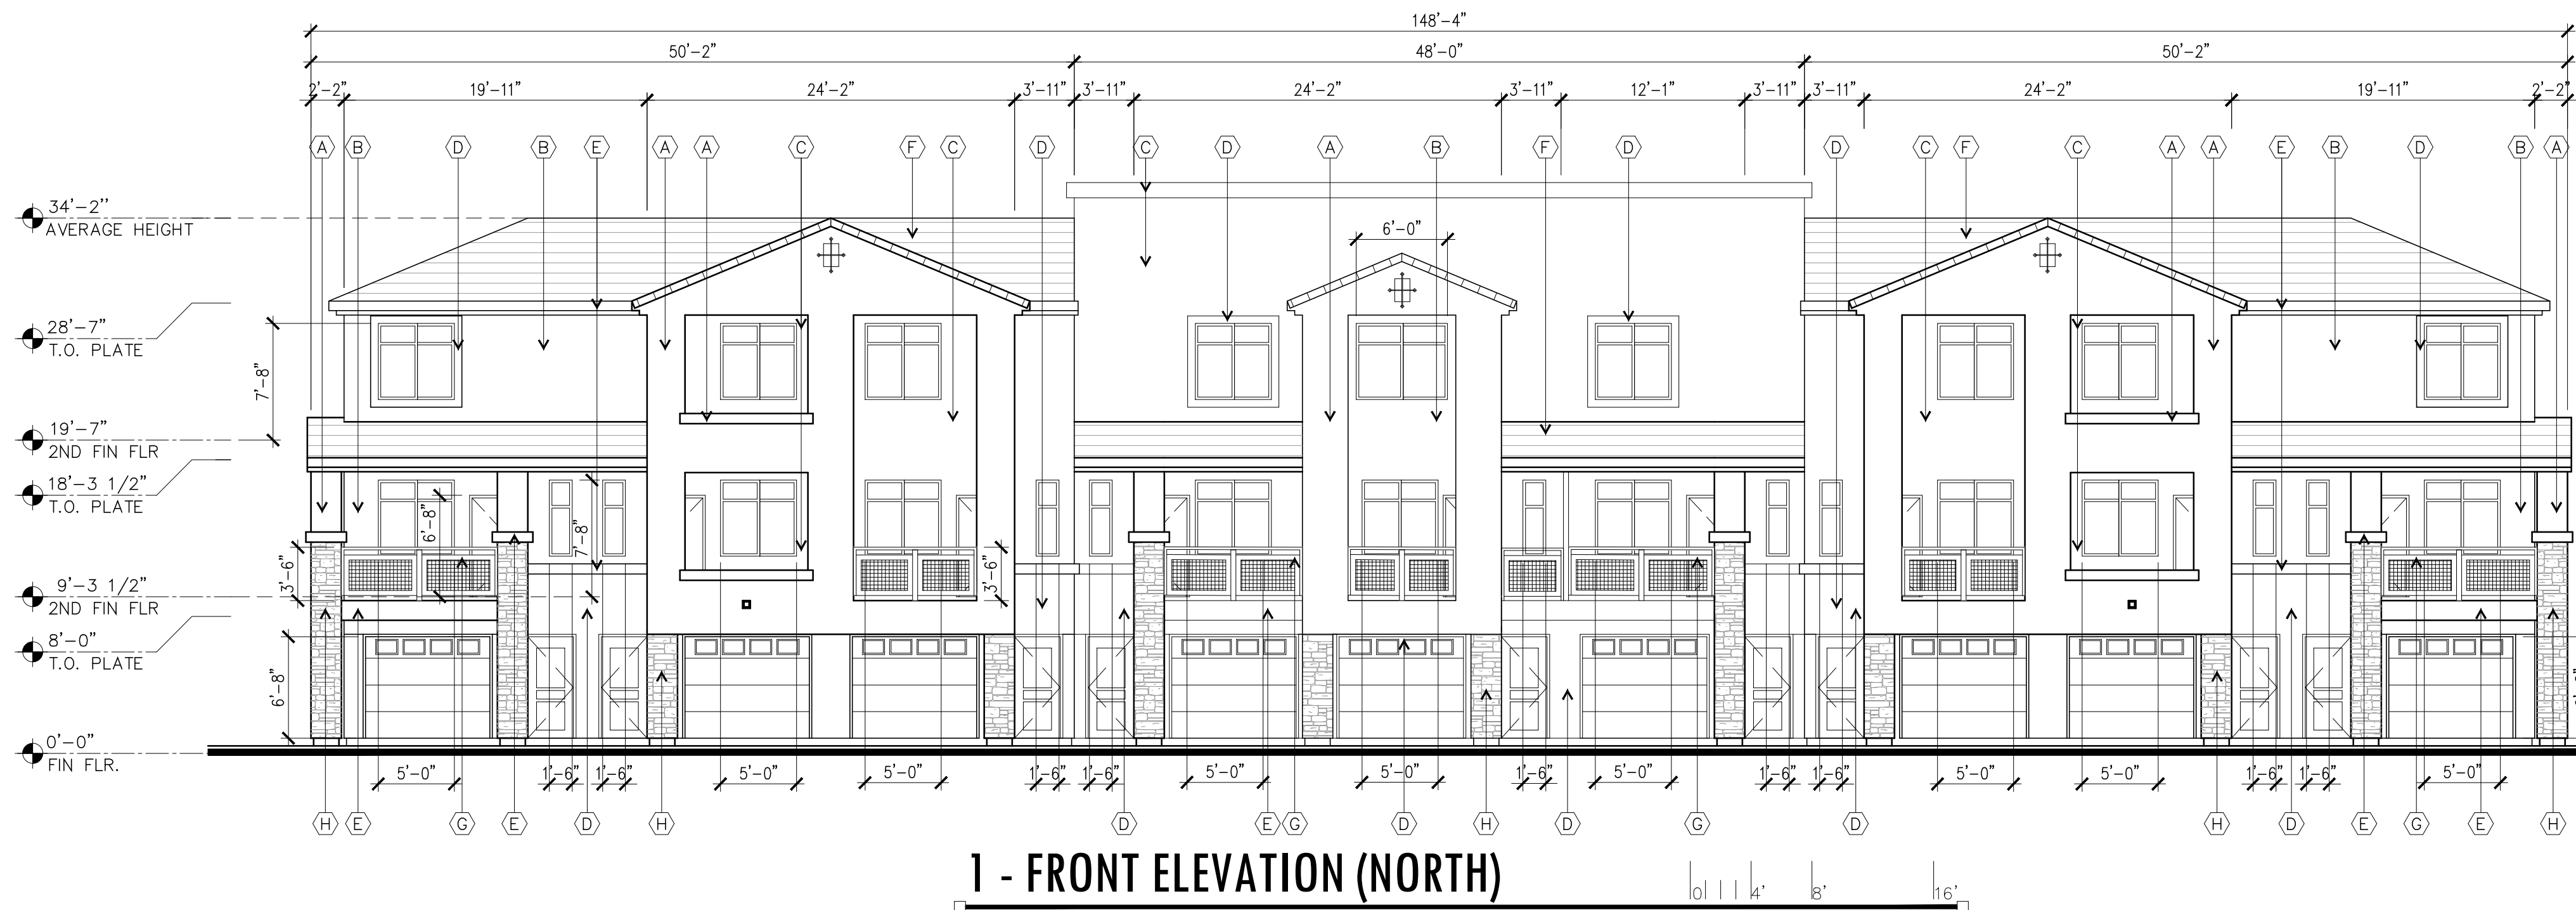 148'-4"
50'-2" 48'-0" 50'-2"
2'-2" 19'-11" 24'-2" 3'-11" 3'-11" 24'-2" 3'-11" 12'-1" 3'-11" 3'-11" 24'-2" 19'-11" 2'-2"
A B D B E A A C F C D C D A B F D D C F C A A E B D B A
34'-2''
AVERAGE HEIGHT
6'-0"
28'-7"
T.O. PLATE
7'-8"
19'-7"
2ND FIN FLR
18'-3 1/2"
T.O. PLATE
6'-8"
7'-8"
3'-6"
3'-6"
9'-3 1/2"
2ND FIN FLR
8'-0"
T.O. PLATE
6'-8"
0'-0"
FIN FLR.
5'-0" 1'-6" 1'-6" 5'-0" 5'-0" 1'-6" 1'-6" 5'-0" 5'-0" 1'-6" 5'-0" 1'-6" 1'-6" 5'-0" 5'-0" 1'-6" 1'-6" 5'-0"
H E G E D H D E G D H D G D H D E G E H
1 - FRONT ELEVATION (NORTH)
0 4' 8' 16'